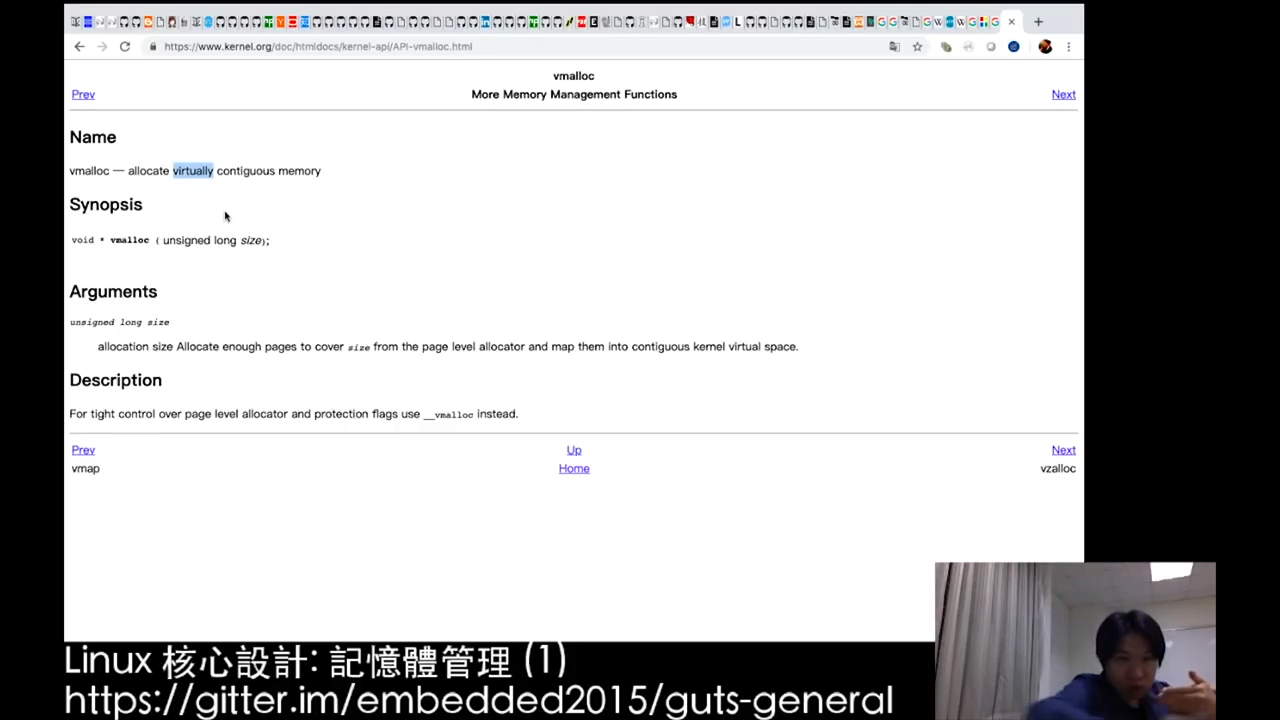 https://www.kernel.org/doc/htmldocs/kernel-api/API-vmalloc.html
vmalloc
Prev More Memory Management Functions Next
Name
vmalloc — allocate virtually contiguous memory
Synopsis
void * vmalloc ( unsigned long size);
Arguments
unsigned long size
allocation size Allocate enough pages to cover size from the page level allocator and map them into contiguous kernel virtual space.
Description
For tight control over page level allocator and protection flags use __vmalloc instead.
Prev Up Next
vmap Home vzalloc
Linux 核心設計: 記憶體管理 (1)
https://gitter.im/embedded2015/guts-general